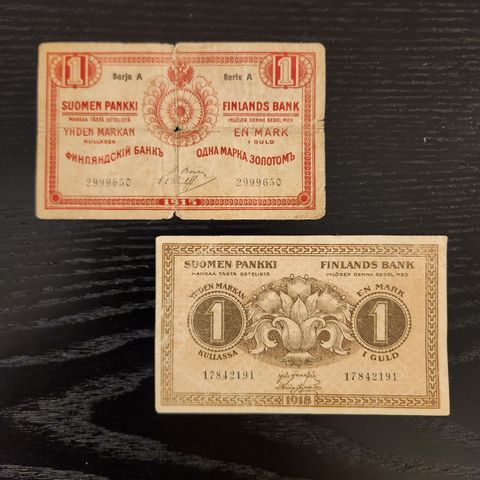 1 Sarja A Serie A 1
SUOMEN PANKKI FINLANDS BANK
MAKSAA TÄSTÄ SETELISTÄ INLÖSER DENNA SEDEL MED
YHDEN MARKAN EN MARK
KULLASSA I GULD
ФИНЛЯНДСКІЙ БАНКЪ ОДНА МАРКА ЗОЛОТОМЪ
2999650 2999650
1915
SUOMEN PANKKI FINLANDS BANK
MAKSAA TÄSTÄ SETELISTÄ INLÖSER DENNA SEDEL MED
YHDEN MARKAN EN MARK
1 1
KULLASSA I GULD
17842191 17842191
1918